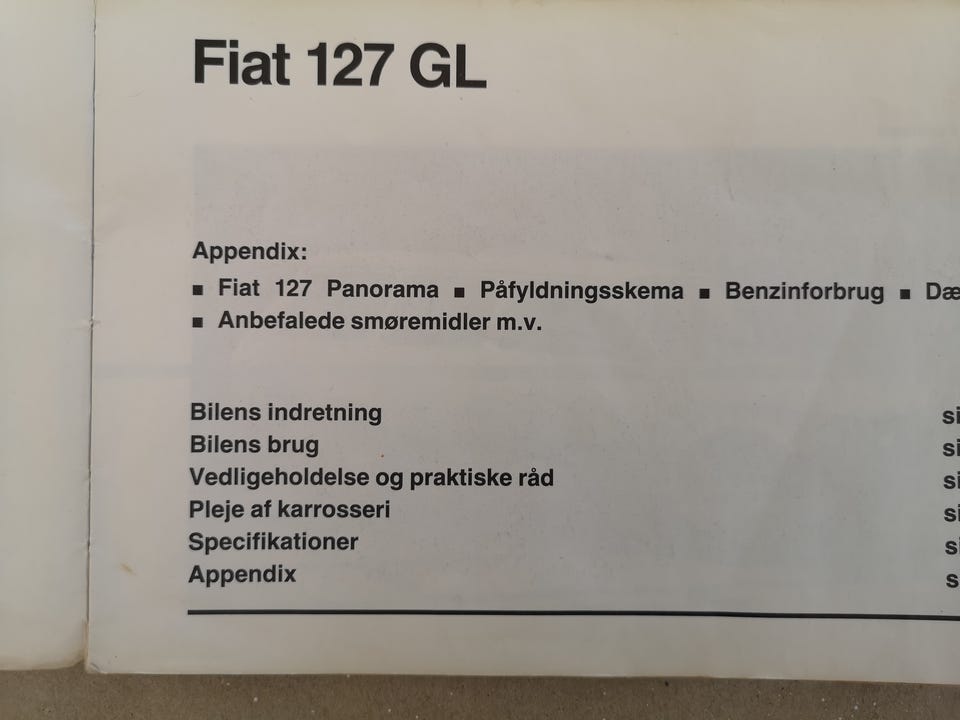 Fiat 127 GL
Appendix:
▪ Fiat 127 Panorama ▪ Påfyldningsskema ▪ Benzinforbrug ▪
▪ Anbefalede smøremidler m.v.
Bilens indretning
Bilens brug
Vedligeholdelse og praktiske råd
Pleje af karrosseri
Specifikationer
Appendix